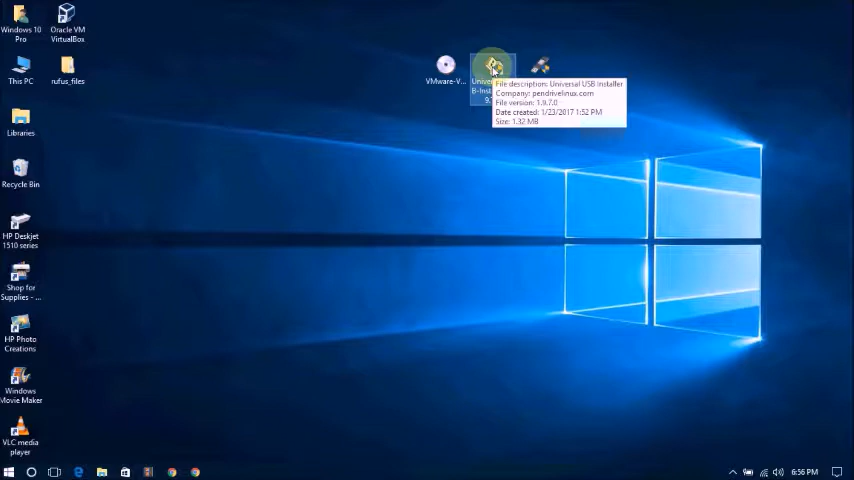 Windows 10
Pro
Oracle VM
VirtualBox
This PC
rufus_files
VMware-V...
Univer
B-Inst
9.
File description: Universal USB Installer
Company: pendrivelinux.com
File version: 1.9.7.0
Date created: 1/23/2017 1:52 PM
Size: 1.32 MB
Libraries
Recycle Bin
HP Deskjet
1510 series
Shop for
Supplies - ...
HP Photo
Creations
Windows
Movie Maker
VLC media
player
6:56 PM